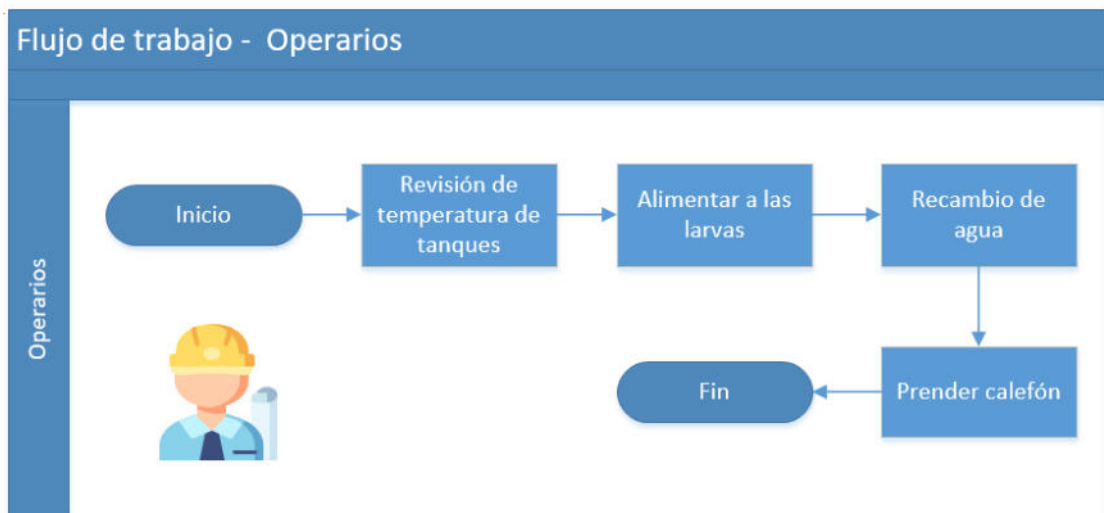 Flujo de trabajo - Operarios
Operarios
Inicio
Revisión de
temperatura de
tanques
Alimentar a las
larvas
Recambio de
agua
Prender calefón
Fin